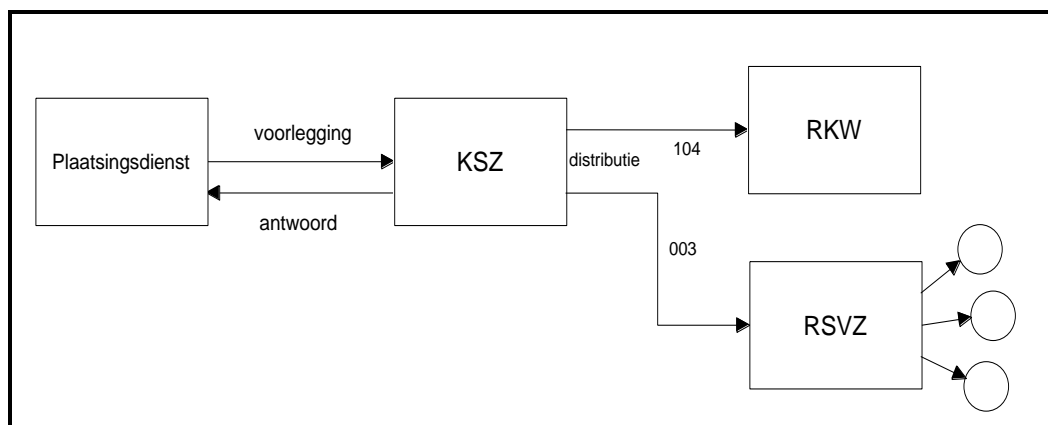 voorlegging
Plaatsingsdienst
antwoord
KSZ
distributie
104
RKW
003
RSVZ